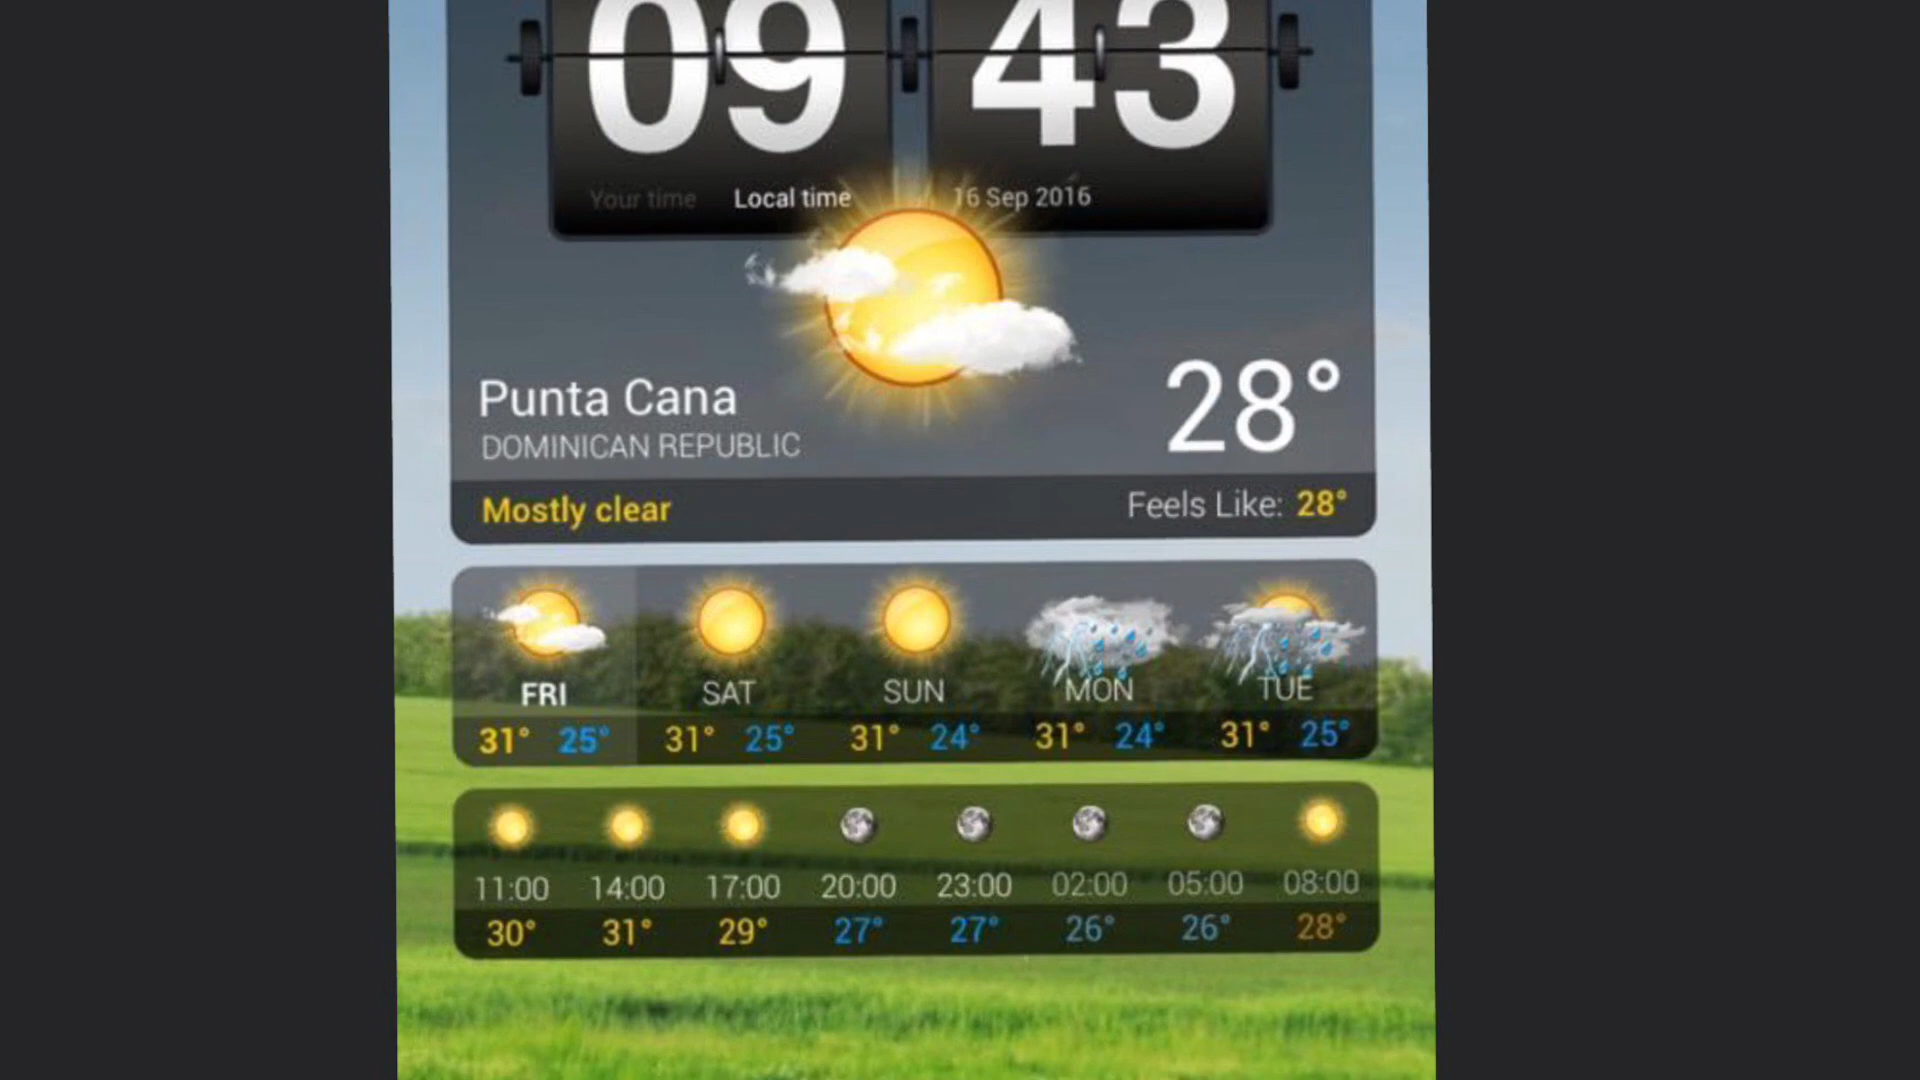 09 43
Your time Local time 16 Sep 2016
Punta Cana
28°
DOMINICAN REPUBLIC
Mostly clear Feels Like: 28°
FRI SAT SUN MON TUE
31° 25° 31° 25° 31° 24° 31° 24° 31° 25°
11:00 14:00 17:00 20:00 23:00 02:00 05:00 08:00
30° 31° 29° 27° 27° 26° 26° 28°